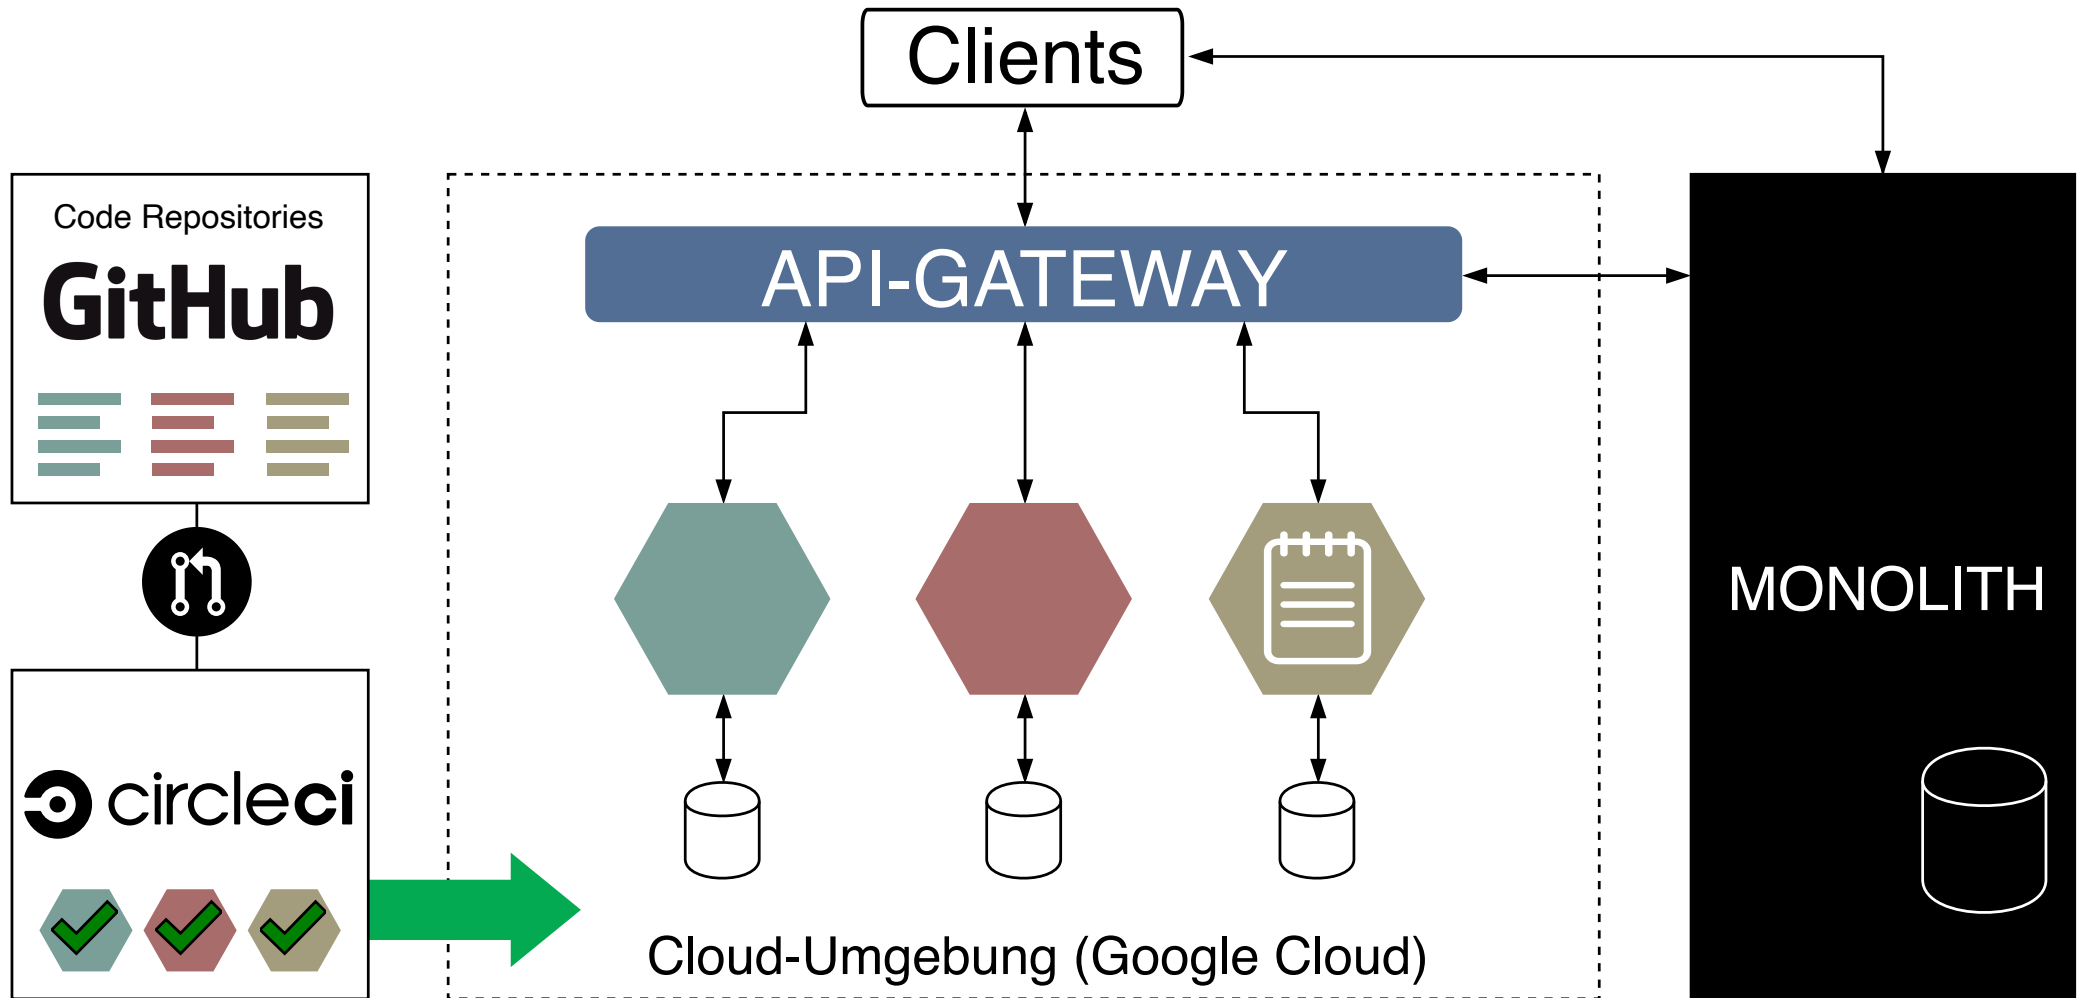 Clients
Code Repositories
GitHub
API-GATEWAY
MONOLITH
circleci
Cloud-Umgebung (Google Cloud)